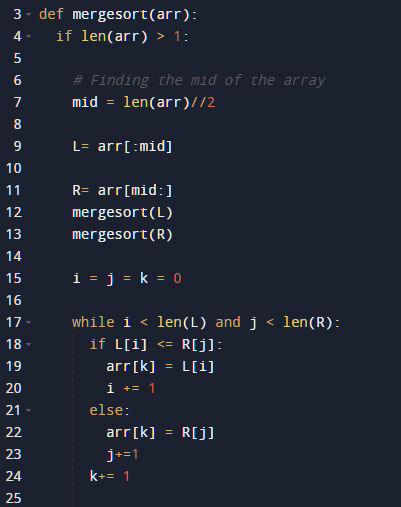 3 def mergesort(arr):
4 if len(arr) > 1:
5
6 # Finding the mid of the array
7 mid = len(arr)//2
8
9 L= arr[:mid]
10
11 R= arr[mid:]
12 mergesort(L)
13 mergesort(R)
14
15 i = j = k = 0
16
17 while i < len(L) and j < len(R):
18 if L[i] <= R[j]:
19 arr[k] = L[i]
20 i += 1
21 else:
22 arr[k] = R[j]
23 j+=1
24 k+= 1
25